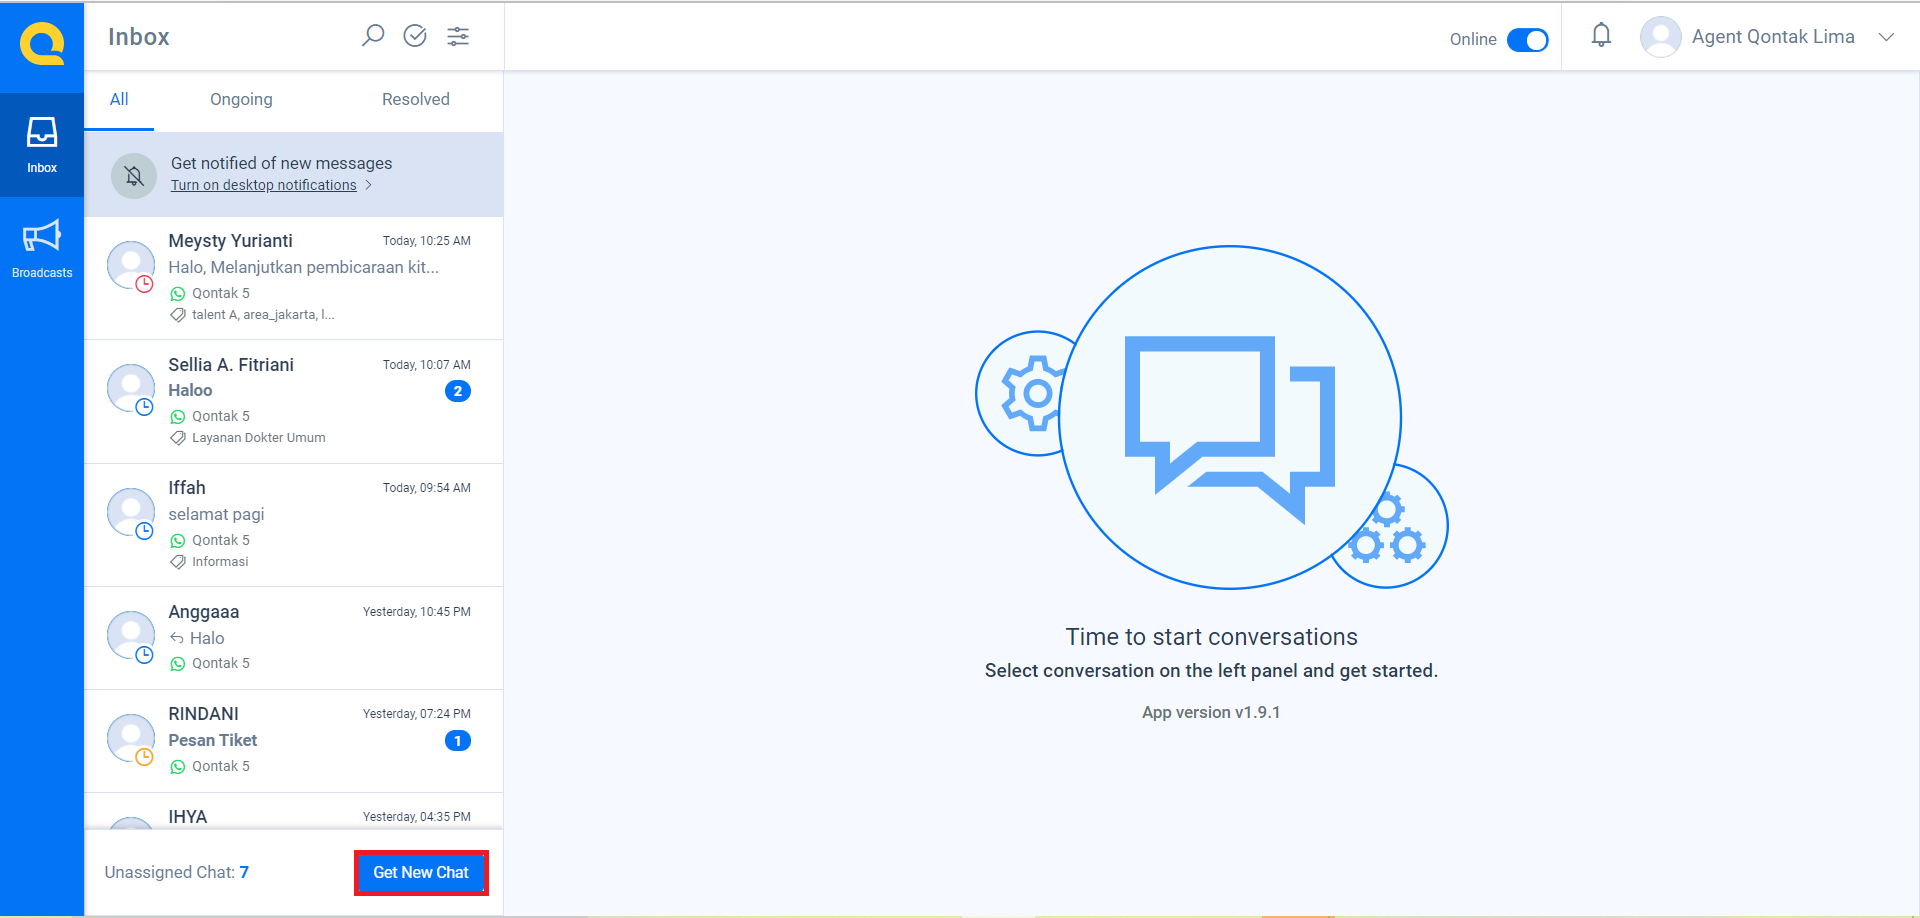 Inbox
Online
Agent Qontak Lima
All
Ongoing
Resolved
Inbox
Broadcasts
Get notified of new messages
Turn on desktop notifications
Meysty Yurianti
Today, 10:25 AM
Halo, Melanjutkan pembicaraan kit...
Qontak 5
talent A, area_jakarta, l...
Sellia A. Fitriani
Today, 10:07 AM
Haloo
2
Qontak 5
Layanan Dokter Umum
Iffah
Today, 09:54 AM
selamat pagi
Qontak 5
Informasi
Anggaaa
Yesterday, 10:45 PM
Halo
Qontak 5
RINDANI
Yesterday, 07:24 PM
Pesan Tiket
1
Qontak 5
IHYA
Yesterday, 04:35 PM
Unassigned Chat: 7
Get New Chat
Time to start conversations
Select conversation on the left panel and get started.
App version v1.9.1